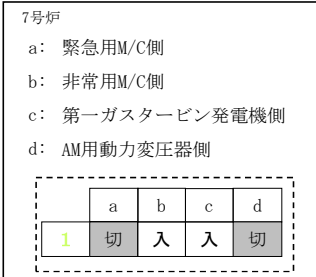 7号炉
a: 緊急用M/C側
b: 非常用M/C側
c: 第一ガスタービン発電機側
d: AM用動力変圧器側
a b c d
1 切 入 入 切